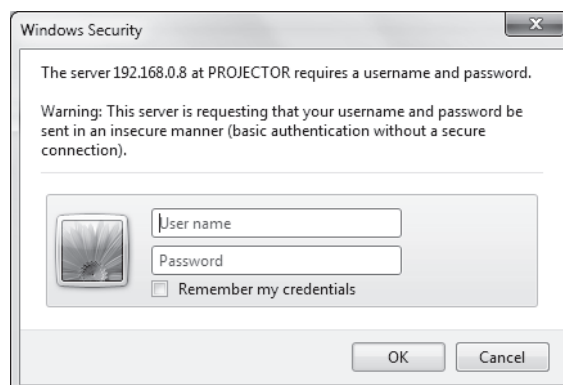 Windows Security
The server 192.168.0.8 at PROJECTOR requires a username and password.
Warning: This server is requesting that your username and password be
sent in an insecure manner (basic authentication without a secure
connection).
User name
Password
Remember my credentials
OK
Cancel